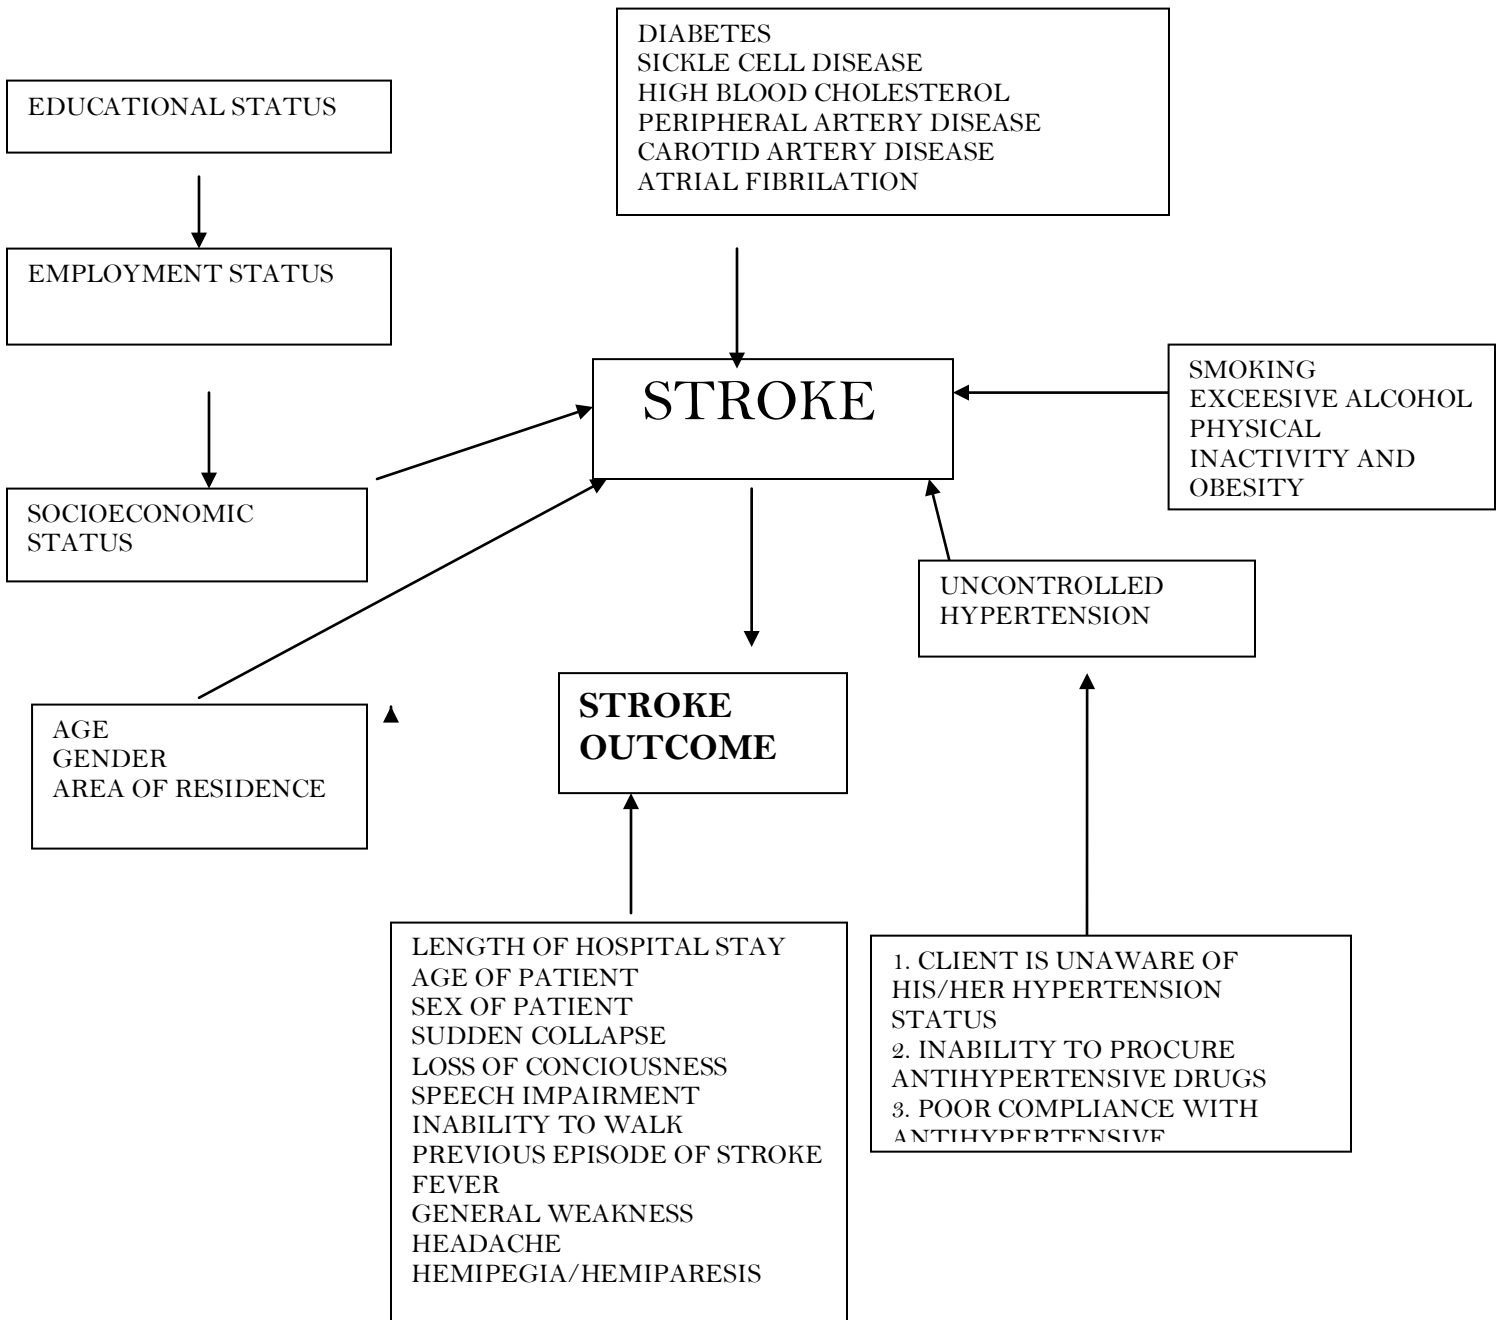 DIABETES
SICKLE CELL DISEASE
HIGH BLOOD CHOLESTEROL
PERIPHERAL ARTERY DISEASE
CAROTID ARTERY DISEASE
ATRIAL FIBRILATION
EDUCATIONAL STATUS
EMPLOYMENT STATUS
STROKE
SMOKING
EXCEESIVE ALCOHOL
PHYSICAL
INACTIVITY AND
OBESITY
SOCIOECONOMIC
STATUS
UNCONTROLLED
HYPERTENSION
STROKE
OUTCOME
AGE
GENDER
AREA OF RESIDENCE
LENGTH OF HOSPITAL STAY
AGE OF PATIENT
SEX OF PATIENT
SUDDEN COLLAPSE
LOSS OF CONCIOUSNESS
SPEECH IMPAIRMENT
INABILITY TO WALK
PREVIOUS EPISODE OF STROKE
FEVER
GENERAL WEAKNESS
HEADACHE
HEMIPEGIA/HEMIPARESIS
1. CLIENT IS UNAWARE OF
HIS/HER HYPERTENSION
STATUS
2. INABILITY TO PROCURE
ANTIHYPERTENSIVE DRUGS
3. POOR COMPLIANCE WITH
ANTIHYPERTENSIVE